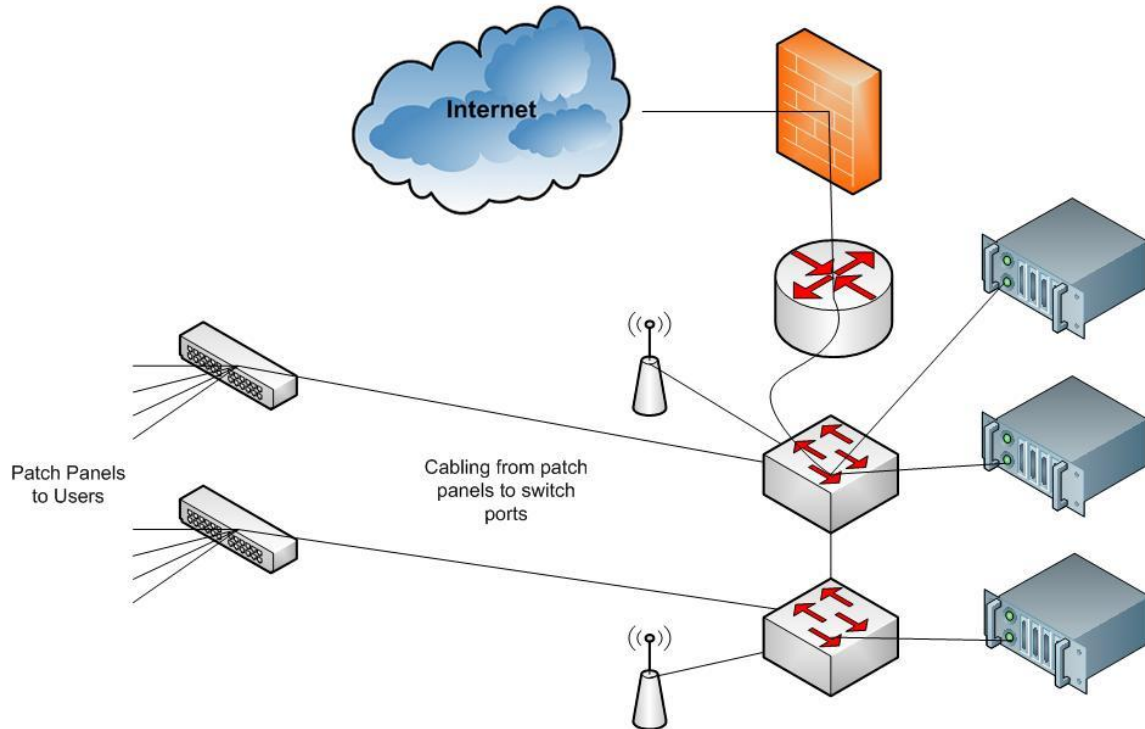 Internet
Patch Panels
to Users
Cabling from patch
panels to switch
ports